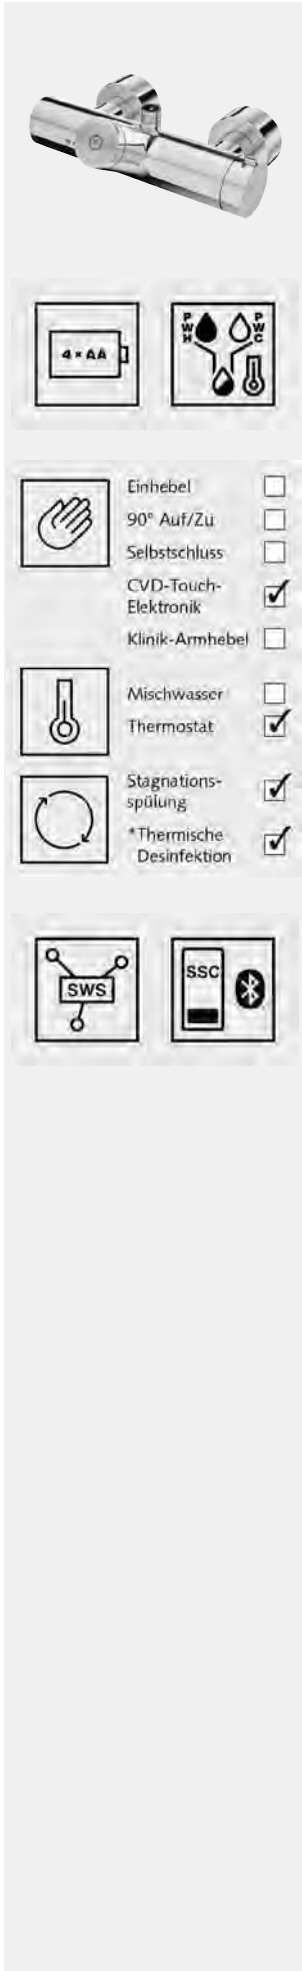 4×AA
PWH PWC
Einhebel
90° Auf/Zu
Selbstschluss
CVD-Touch-
Elektronik
Klinik-Armhebel
Mischwasser
Thermostat
Stagnations-
spülung
*Thermische
Desinfektion
SWS
SSC